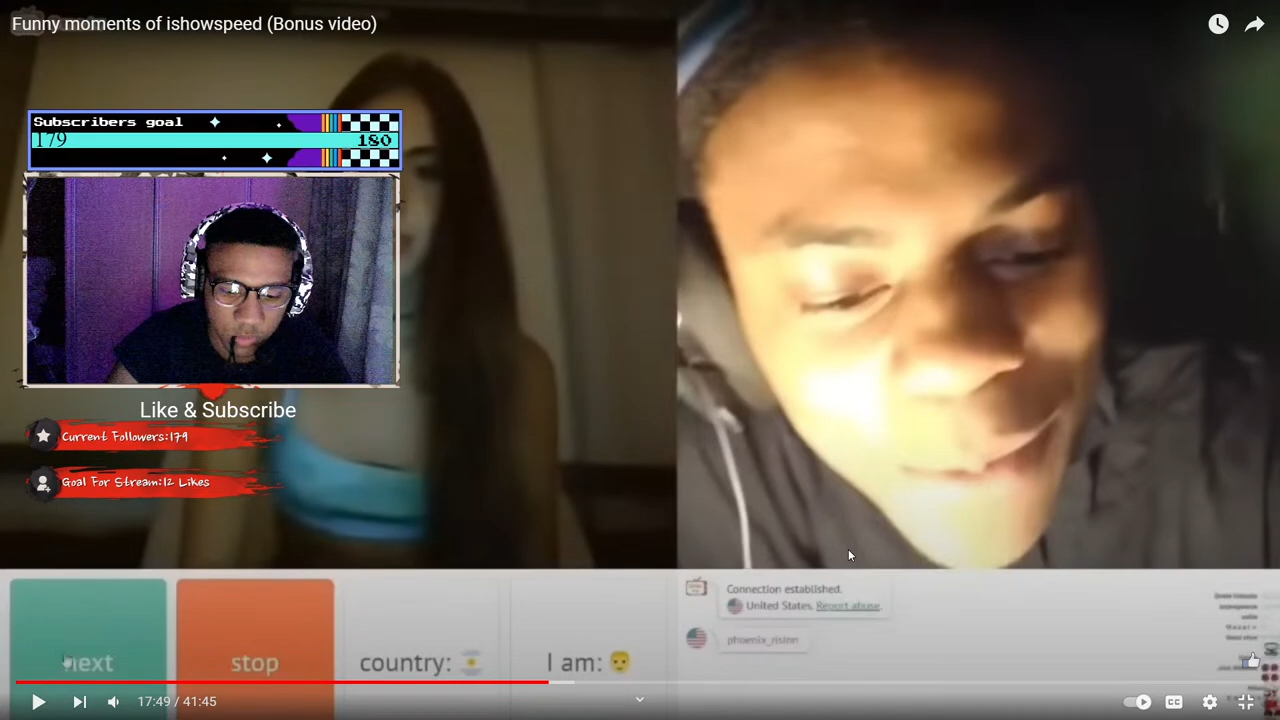 Funny moments of ishowspeed (Bonus video)
Subscribers goal
179
180
Like & Subscribe
Current Followers:179
Goal For Stream:12 Likes
Connection established.
United States. Report abuse.
phoenix_risinn
next
stop
country:
I am:
17:49 / 41:45
CC